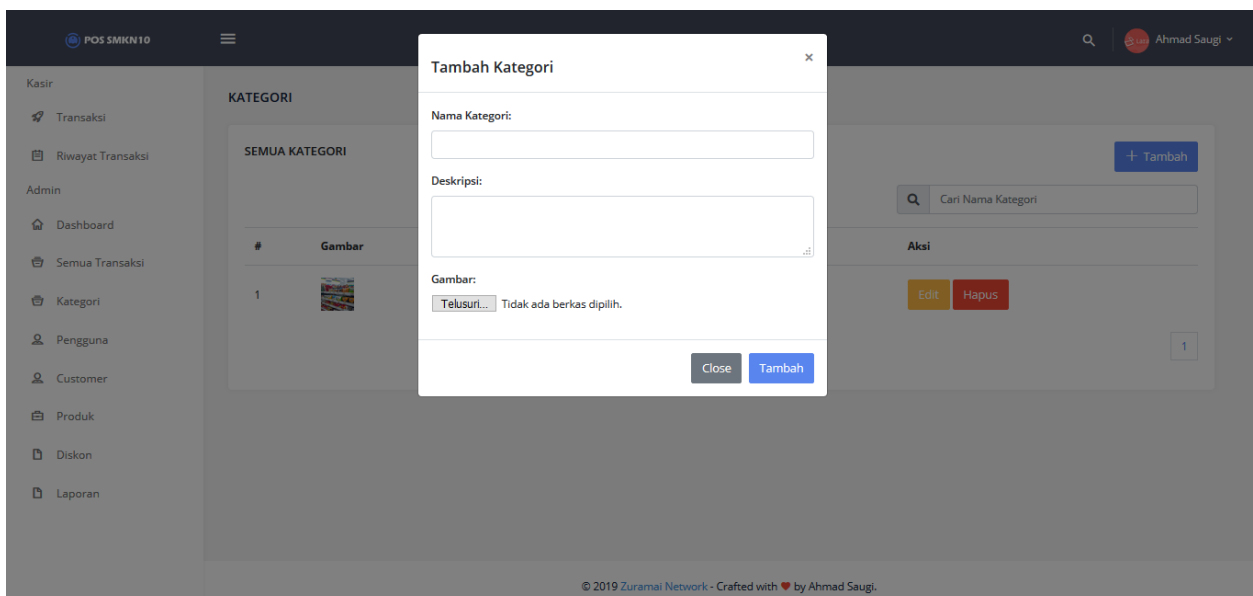 POS SMKN10
Ahmad Saugi
Kasir
Transaksi
Riwayat Transaksi
Admin
Dashboard
Semua Transaksi
Kategori
Pengguna
Customer
Produk
Diskon
Laporan
KATEGORI
SEMUA KATEGORI
+ Tambah
Cari Nama Kategori
# Gambar Aksi
1 Edit Hapus
1
Tambah Kategori ×
Nama Kategori:
Deskripsi:
Gambar:
Telusuri... Tidak ada berkas dipilih.
Close Tambah
© 2019 Zuramai Network - Crafted with ♥ by Ahmad Saugi.